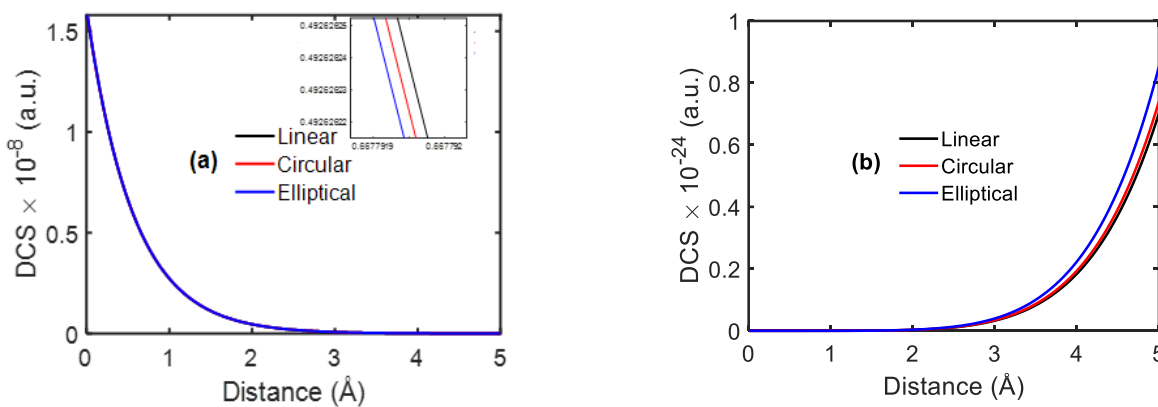 1.5
1
0.5
0
0 1 2 3 4 5
DCS × 10⁻⁸ (a.u.)
Distance (Å)
(a)
Linear
Circular
Elliptical
0.49262625
0.49262624
0.49262623
0.49262622
0.6677919 0.667792
1
0.8
0.6
0.4
0.2
0
0 1 2 3 4 5
DCS × 10⁻²⁴ (a.u.)
Distance (Å)
(b)
Linear
Circular
Elliptical